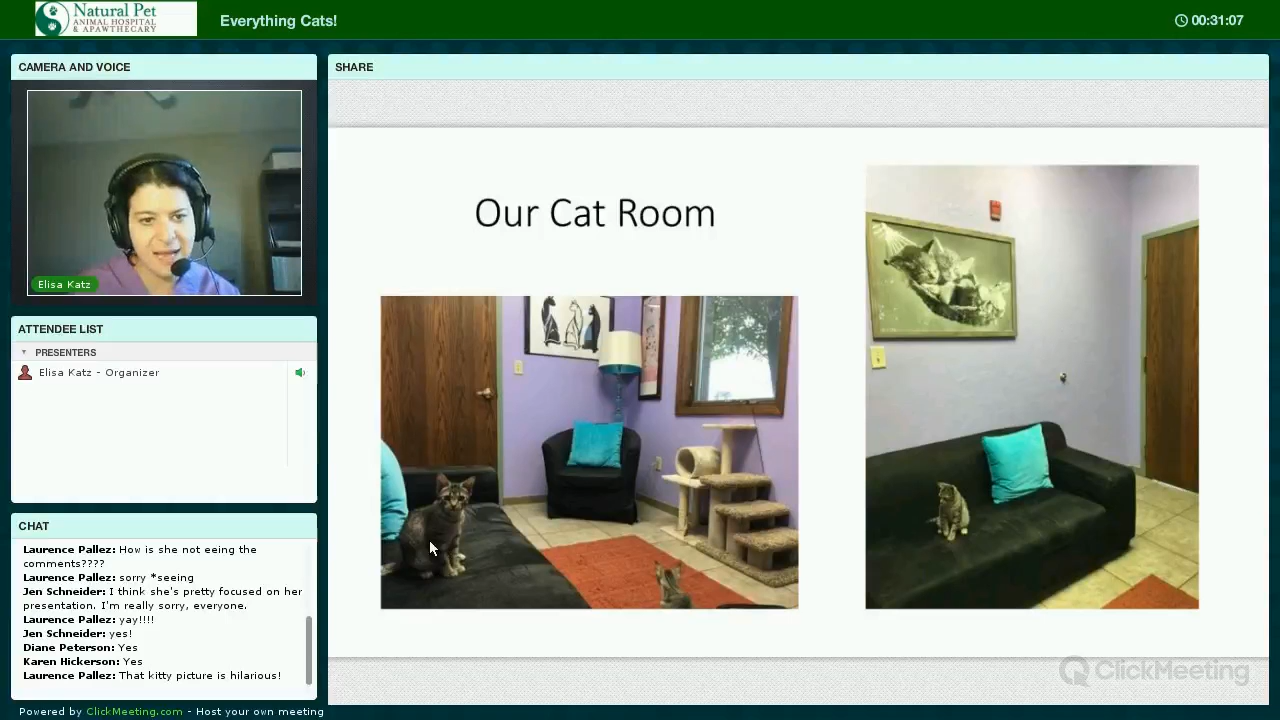 Natural Pet
ANIMAL HOSPITAL
& APAWTHECARY
Everything Cats!
00:31:07
CAMERA AND VOICE
Elisa Katz
ATTENDEE LIST
PRESENTERS
Elisa Katz - Organizer
CHAT
Laurence Pallez: How is she not eeing the
comments????
Laurence Pallez: sorry *seeing
Jen Schneider: I think she's pretty focused on her
presentation. I'm really sorry, everyone.
Laurence Pallez: yay!!!!
Jen Schneider: yes!
Diane Peterson: Yes
Karen Hickerson: Yes
Laurence Pallez: That kitty picture is hilarious!
Powered by ClickMeeting.com - Host your own meeting
SHARE
Our Cat Room
ClickMeeting